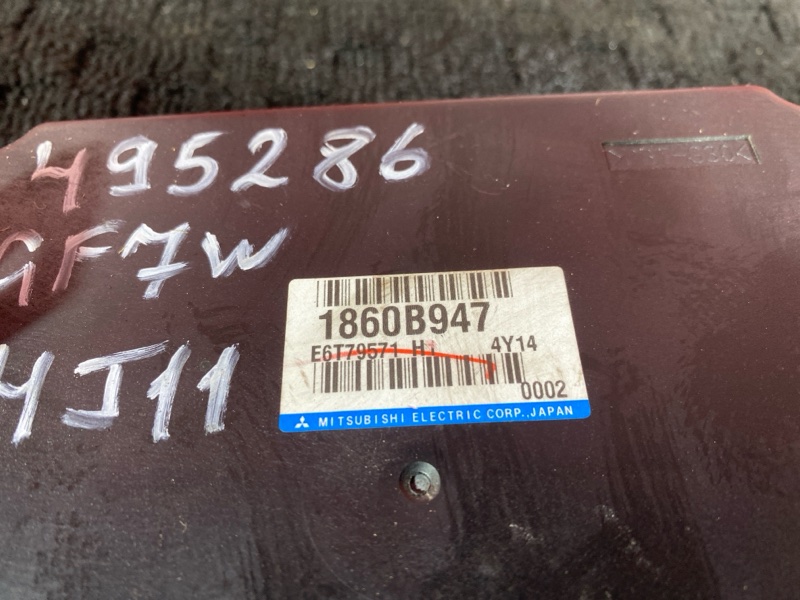 495286
GF7W
4J11
1860B947
E6T79571 H
4Y14
0002
MITSUBISHI ELECTRIC CORP.,JAPAN